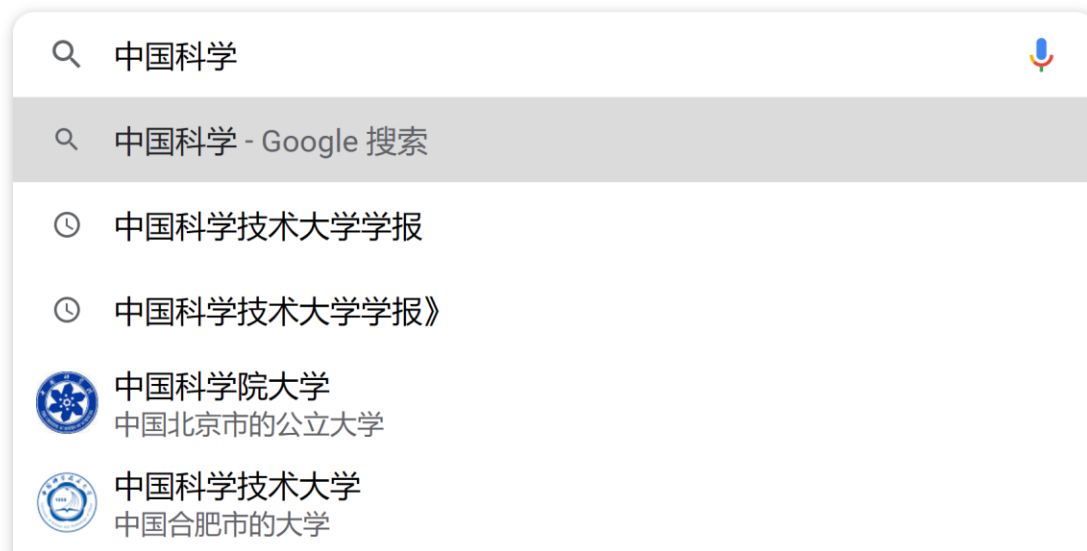 中国科学
中国科学 - Google 搜索
中国科学技术大学学报
中国科学技术大学学报》
中国科学院大学
中国北京市的公立大学
中国科学技术大学
中国合肥市的大学